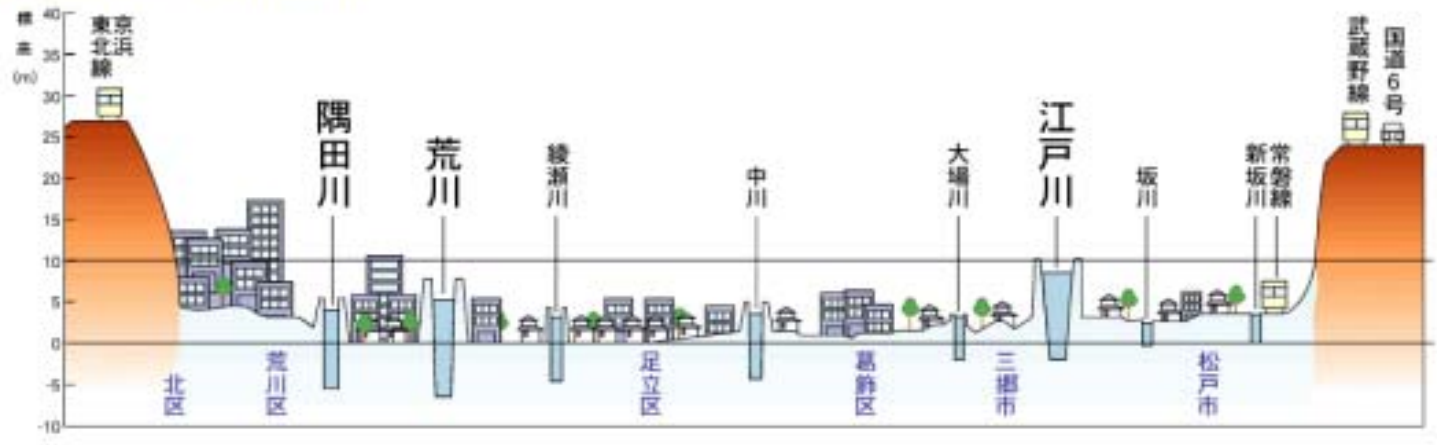 標高(m)
40
35
30
25
20
15
10
5
0
-5
-10
京浜東北線
隅田川
荒川
綾瀬川
中川
大場川
江戸川
坂川
新坂川
常磐線
武蔵野線
国道6号
北区
荒川区
足立区
葛飾区
三郷市
松戸市